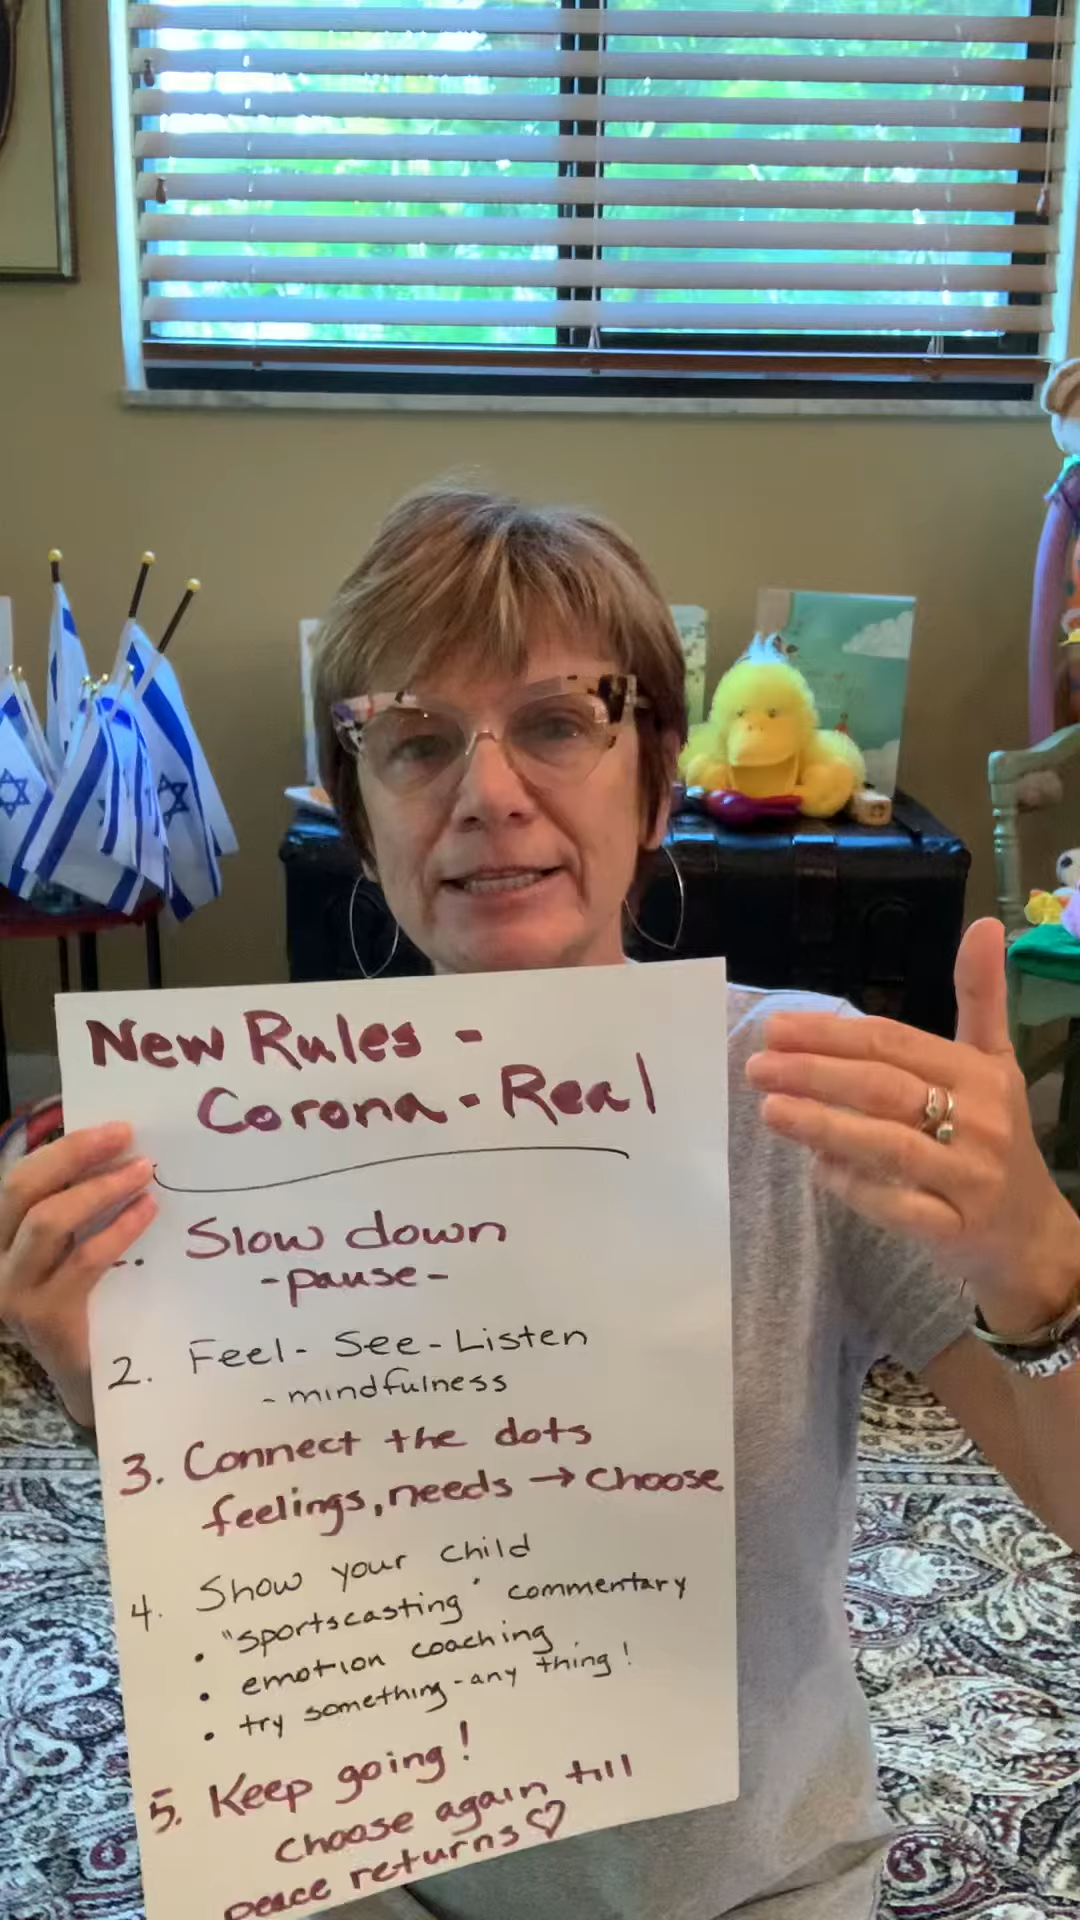 New Rules -
Corona - Real
Slow down
- pause -
2. Feel - See - Listen
- mindfulness
3. Connect the dots
feelings, needs → choose
4. Show your child
• "sportscasting" commentary
• emotion coaching
• try something - any thing!
5. Keep going!
choose again till
peace returns ♡